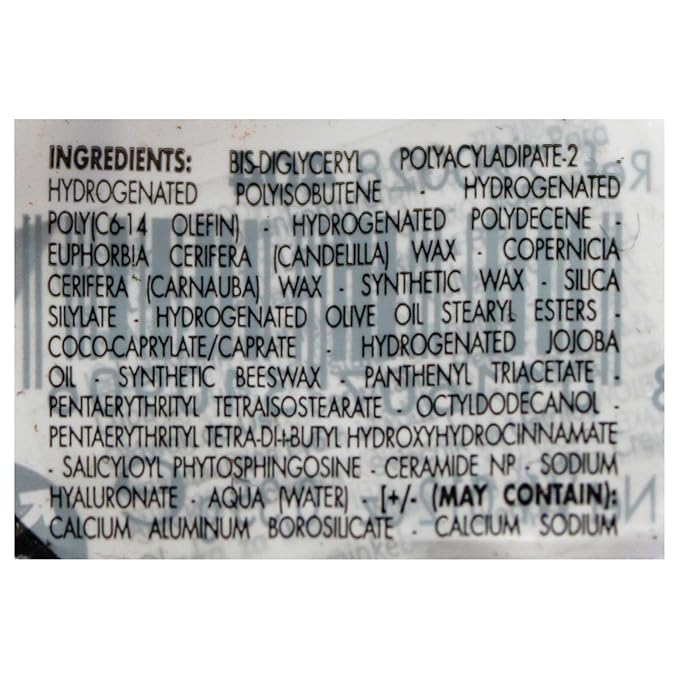 INGREDIENTS: BIS-DIGLYCERYL POLYACYLADIPATE-2
HYDROGENATED POLYISOBUTENE - HYDROGENATED
POLY(C6-14 OLEFIN) - HYDROGENATED POLYDECENE -
EUPHORBIA CERIFERA (CANDELILLA) WAX - COPERNICIA
CERIFERA (CARNAUBA) WAX - SYNTHETIC WAX - SILICA
SILYLATE - HYDROGENATED OLIVE OIL STEARYL ESTERS -
COCO-CAPRYLATE/CAPRATE - HYDROGENATED JOJOBA
OIL - SYNTHETIC BEESWAX - PANTHENYL TRIACETATE -
PENTAERYTHRITYL TETRAISOSTEARATE - OCTYLDODECANOL -
PENTAERYTHRITYL TETRA-DI-t-BUTYL HYDROXYHYDROCINNAMATE
- SALICYLOYL PHYTOSPHINGOSINE - CERAMIDE NP - SODIUM
HYALURONATE - AQUA (WATER) - [+/- (MAY CONTAIN):
CALCIUM ALUMINUM BOROSILICATE - CALCIUM SODIUM